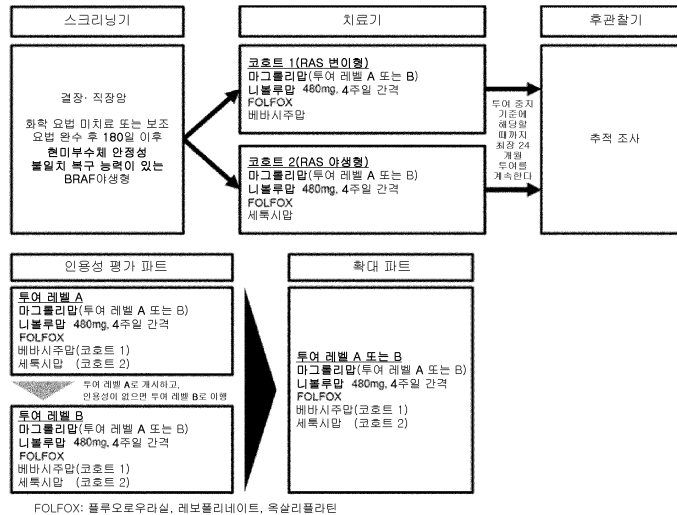 스크리닝기
치료기
후관찰기
결장· 직장암
화학 요법 미치료 또는 보조
요법 완수 후 180일 이후
현미부수체 안정성
불일치 복구 능력이 있는
BRAF야생형
코호트 1(RAS 변이형)
마그롤리맙(투여 레벨 A 또는 B)
니볼루맙 480mg, 4주일 간격
FOLFOX
베바시주맙
코호트 2(RAS 야생형)
마그롤리맙(투여 레벨 A 또는 B)
니볼루맙 480mg, 4주일 간격
FOLFOX
세툭시맙
투여 중지
기준에
해당할
때까지
최장 24
개월
투여를
계속한다
추적 조사
인용성 평가 파트
확대 파트
투여 레벨 A
마그롤리맙(투여 레벨 A 또는 B)
니볼루맙 480mg, 4주일 간격
FOLFOX
베바시주맙(코호트 1)
세툭시맙 (코호트 2)
투여 레벨 A로 개시하고,
인용성이 없으면 투여 레벨 B로 이행
투여 레벨 B
마그롤리맙(투여 레벨 A 또는 B)
니볼루맙 480mg, 4주일 간격
FOLFOX
베바시주맙(코호트 1)
세툭시맙 (코호트 2)
투여 레벨 A 또는 B
마그롤리맙(투여 레벨 A 또는 B)
니볼루맙 480mg, 4주일 간격
FOLFOX
베바시주맙(코호트 1)
세툭시맙 (코호트 2)
FOLFOX: 플루오로우라실, 레보폴리네이트, 옥살리플라틴